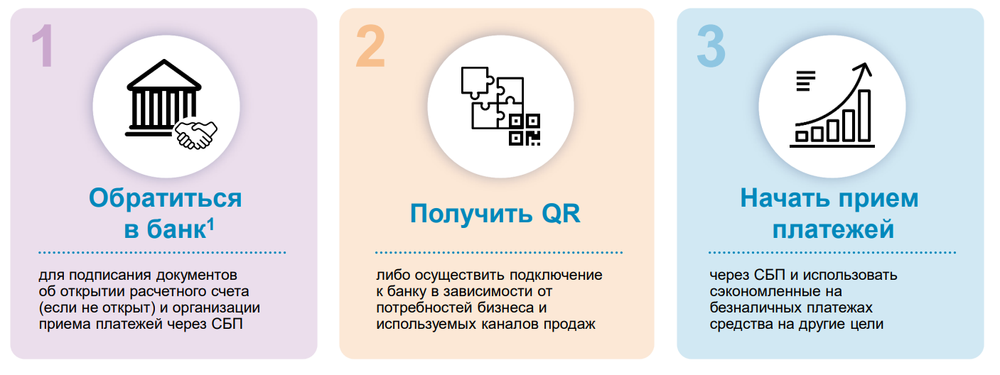 1
Обратиться
в банк¹
для подписания документов
об открытии расчетного счета
(если не открыт) и организации
приема платежей через СБП
2
Получить QR
либо осуществить подключение
к банку в зависимости от
потребностей бизнеса и
используемых каналов продаж
3
Начать прием
платежей
через СБП и использовать
сэкономленные на
безналичных платежах
средства на другие цели